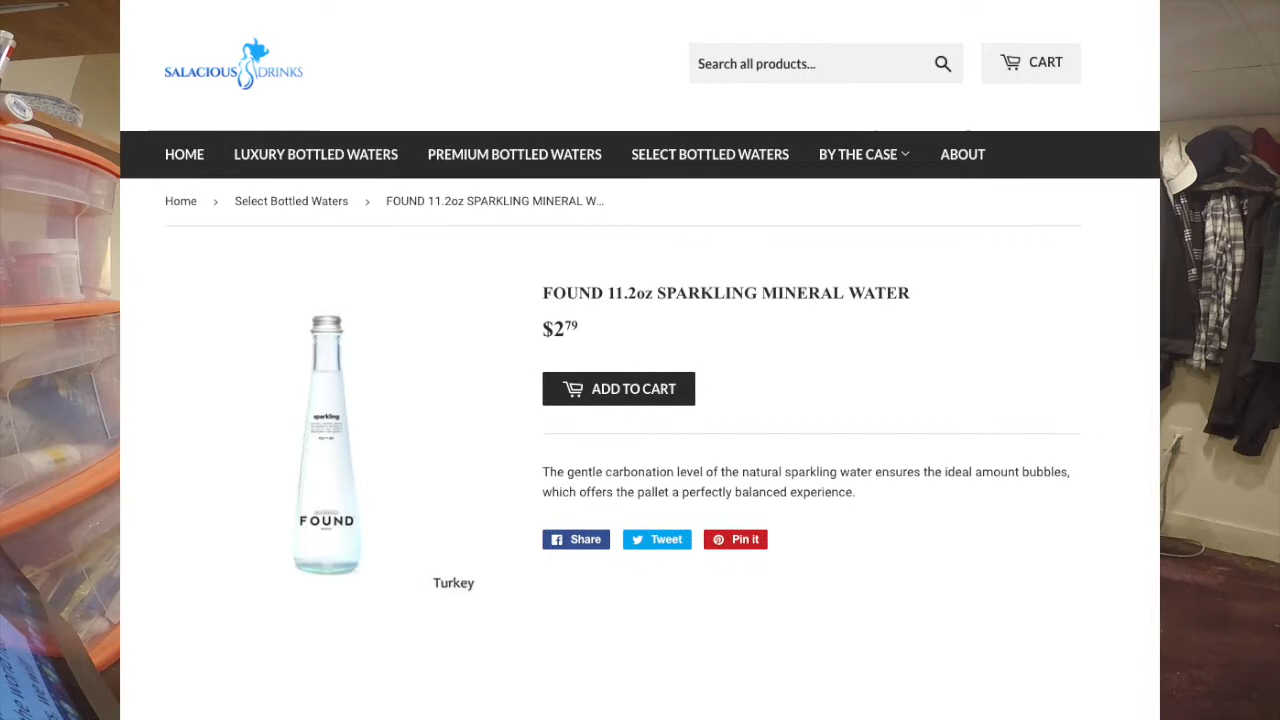 SALACIOUS DRINKS
Search all products...
CART
HOME
LUXURY BOTTLED WATERS
PREMIUM BOTTLED WATERS
SELECT BOTTLED WATERS
BY THE CASE
ABOUT
Home › Select Bottled Waters › FOUND 11.2oz SPARKLING MINERAL W...
FOUND 11.2oz SPARKLING MINERAL WATER
$2⁷⁹
ADD TO CART
sparkling
FOUND
Turkey
The gentle carbonation level of the natural sparkling water ensures the ideal amount bubbles,
which offers the pallet a perfectly balanced experience.
Share
Tweet
Pin it